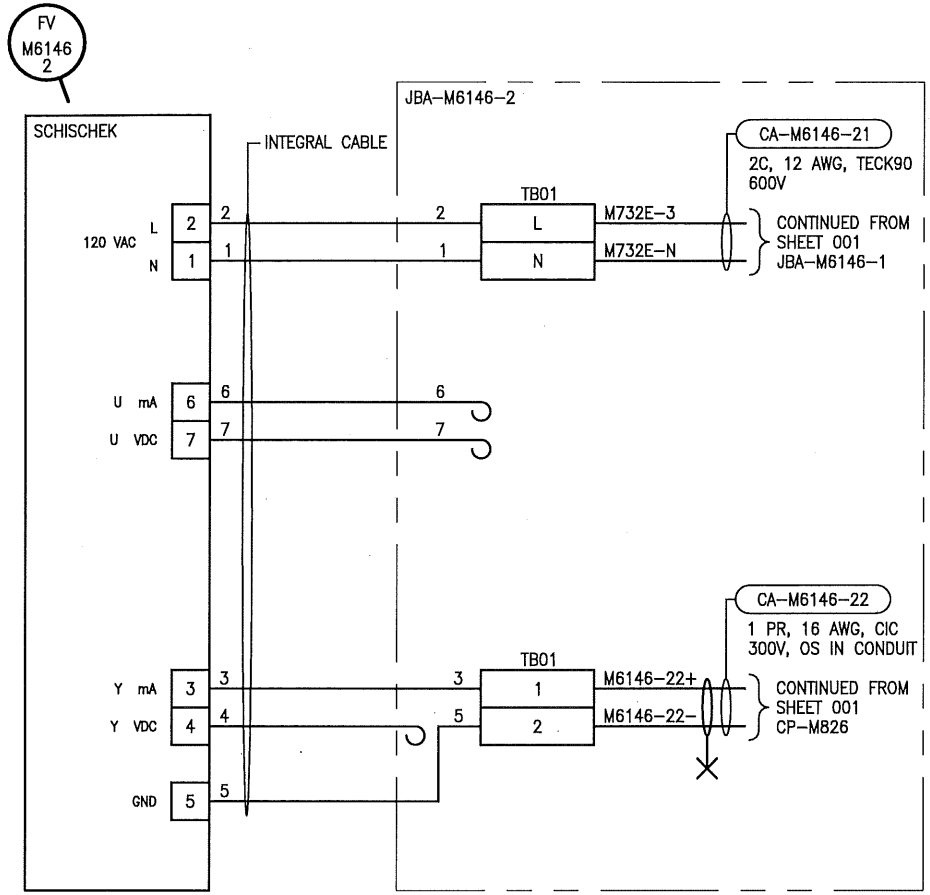 FV
M6146
2
SCHISCHEK
JBA-M6146-2
INTEGRAL CABLE
CA-M6146-21
2C, 12 AWG, TECK90
600V
TB01
L 2 2 2 L M732E-3
120 VAC
N 1 1 1 N M732E-N
CONTINUED FROM
SHEET 001
JBA-M6146-1
U mA 6 6 6
U VDC 7 7 7
CA-M6146-22
1 PR, 16 AWG, CIC
300V, OS IN CONDUIT
TB01
Y mA 3 3 3 1 M6146-22+
Y VDC 4 4 5 2 M6146-22-
CONTINUED FROM
SHEET 001
CP-M826
GND 5 5